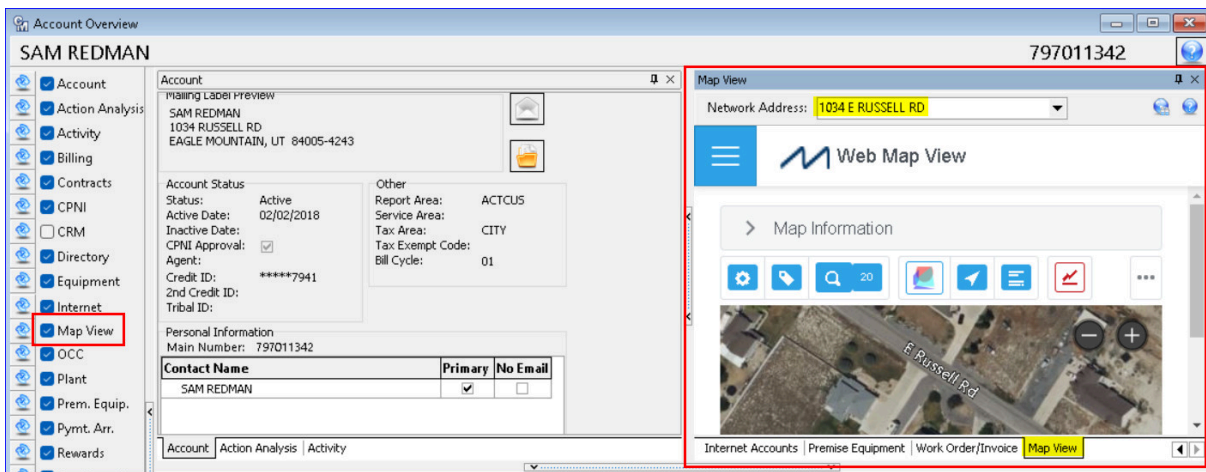 Account Overview
SAM REDMAN
797011342
Account
Action Analysis
Activity
Billing
Contracts
CPNI
CRM
Directory
Equipment
Internet
Map View
OCC
Plant
Prem. Equip.
Pymt. Arr.
Rewards
Account
Mailing Label Preview
SAM REDMAN
1034 RUSSELL RD
EAGLE MOUNTAIN, UT 84005-4243
Account Status
Status: Active
Active Date: 02/02/2018
Inactive Date:
CPNI Approval:
Agent:
Credit ID: *****7941
2nd Credit ID:
Tribal ID:
Other
Report Area: ACTCUS
Service Area:
Tax Area: CITY
Tax Exempt Code:
Bill Cycle: 01
Personal Information
Main Number: 797011342
Contact Name Primary No Email
SAM REDMAN
Account Action Analysis Activity
Map View
Network Address: 1034 E RUSSELL RD
Web Map View
Map Information
20
E Russell Rd
Internet Accounts Premise Equipment Work Order/Invoice Map View